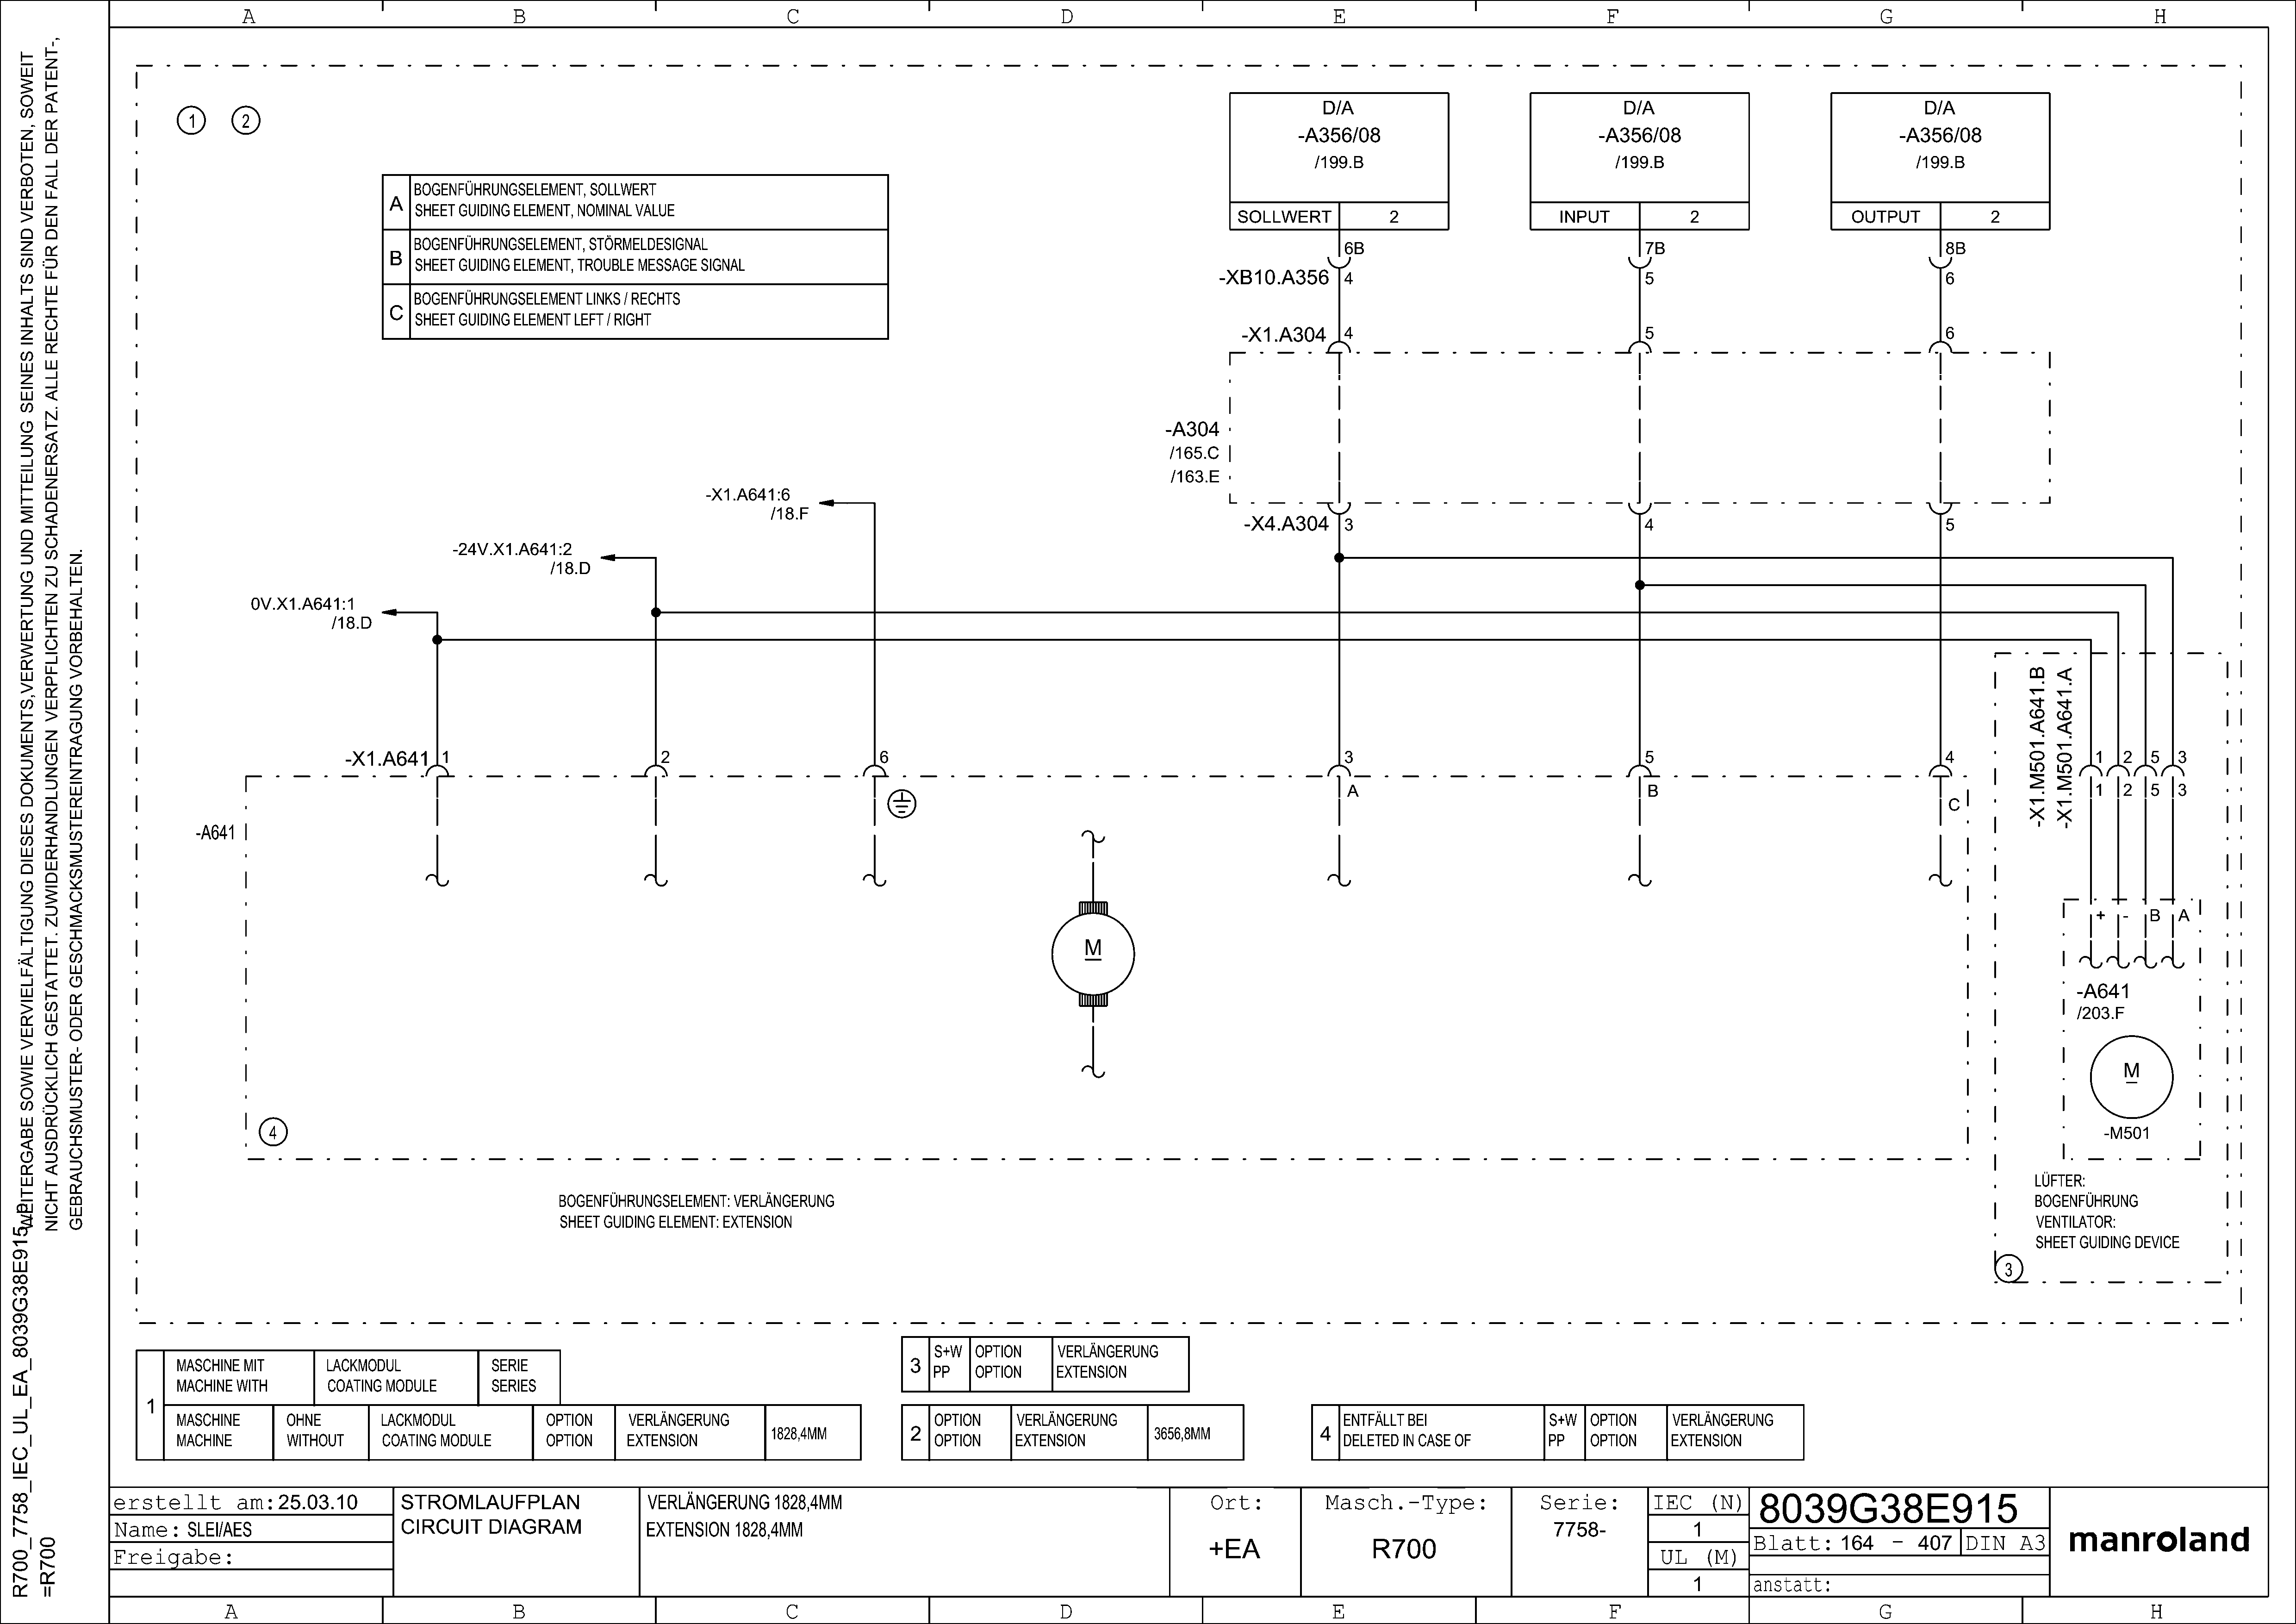 A B C D E F G H
WEITERGABE SOWIE VERVIELFÄLTIGUNG DIESES DOKUMENTS,VERWERTUNG UND MITTEILUNG SEINES INHALTS SIND VERBOTEN, SOWEIT
NICHT AUSDRÜCKLICH GESTATTET. ZUWIDERHANDLUNGEN VERPFLICHTEN ZU SCHADENERSATZ. ALLE RECHTE FÜR DEN FALL DER PATENT-,
GEBRAUCHSMUSTER- ODER GESCHMACKSMUSTEREINTRAGUNG VORBEHALTEN.
R700_7758_IEC_UL_EA_8039G38E915_D
=R700
1 2
A
BOGENFÜHRUNGSELEMENT, SOLLWERT
SHEET GUIDING ELEMENT, NOMINAL VALUE
B
BOGENFÜHRUNGSELEMENT, STÖRMELDESIGNAL
SHEET GUIDING ELEMENT, TROUBLE MESSAGE SIGNAL
C
BOGENFÜHRUNGSELEMENT LINKS / RECHTS
SHEET GUIDING ELEMENT LEFT / RIGHT
D/A D/A D/A
-A356/08 -A356/08 -A356/08
/199.B /199.B /199.B
SOLLWERT 2 INPUT 2 OUTPUT 2
6B 7B 8B
-XB10.A356 4 5 6
-X1.A304 4 5 6
-A304
/165.C
/163.E
-X4.A304 3 4 5
-X1.A641:6
/18.F
-24V.X1.A641:2
/18.D
0V.X1.A641:1
/18.D
-X1.A641 1 2 6 3 5 4
A B C
-A641
M
4
-X1.M501.A641.B
-X1.M501.A641.A
1 2 5 3
1 2 5 3
+ - B A
-A641
/203.F
M
-M501
LÜFTER:
BOGENFÜHRUNG
VENTILATOR:
SHEET GUIDING DEVICE
3
BOGENFÜHRUNGSELEMENT: VERLÄNGERUNG
SHEET GUIDING ELEMENT: EXTENSION
1
MASCHINE MIT LACKMODUL SERIE
MACHINE WITH COATING MODULE SERIES
MASCHINE OHNE LACKMODUL OPTION VERLÄNGERUNG 1828,4MM
MACHINE WITHOUT COATING MODULE OPTION EXTENSION
3
S+W OPTION VERLÄNGERUNG
PP OPTION EXTENSION
2
OPTION VERLÄNGERUNG 3656,8MM
OPTION EXTENSION
4
ENTFÄLLT BEI S+W OPTION VERLÄNGERUNG
DELETED IN CASE OF PP OPTION EXTENSION
erstellt am: 25.03.10
Name: SLEI/AES
Freigabe:
STROMLAUFPLAN
CIRCUIT DIAGRAM
VERLÄNGERUNG 1828,4MM
EXTENSION 1828,4MM
Ort:
+EA
Masch.-Type:
R700
Serie:
7758-
IEC (N)
1
UL (M)
1
8039G38E915
Blatt: 164 - 407 DIN A3
anstatt:
manroland
A B C D E F G H